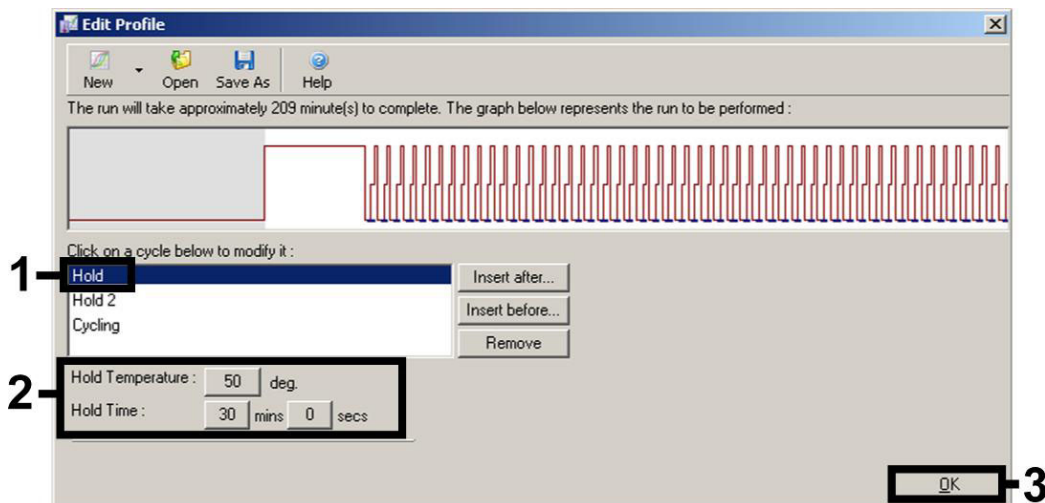 Edit Profile
New Open Save As Help
The run will take approximately 209 minute(s) to complete. The graph below represents the run to be performed :
Click on a cycle below to modify it :
1 Hold Insert after...
Hold 2 Insert before...
Cycling
Remove
2 Hold Temperature : 50 deg.
Hold Time : 30 mins 0 secs
OK 3